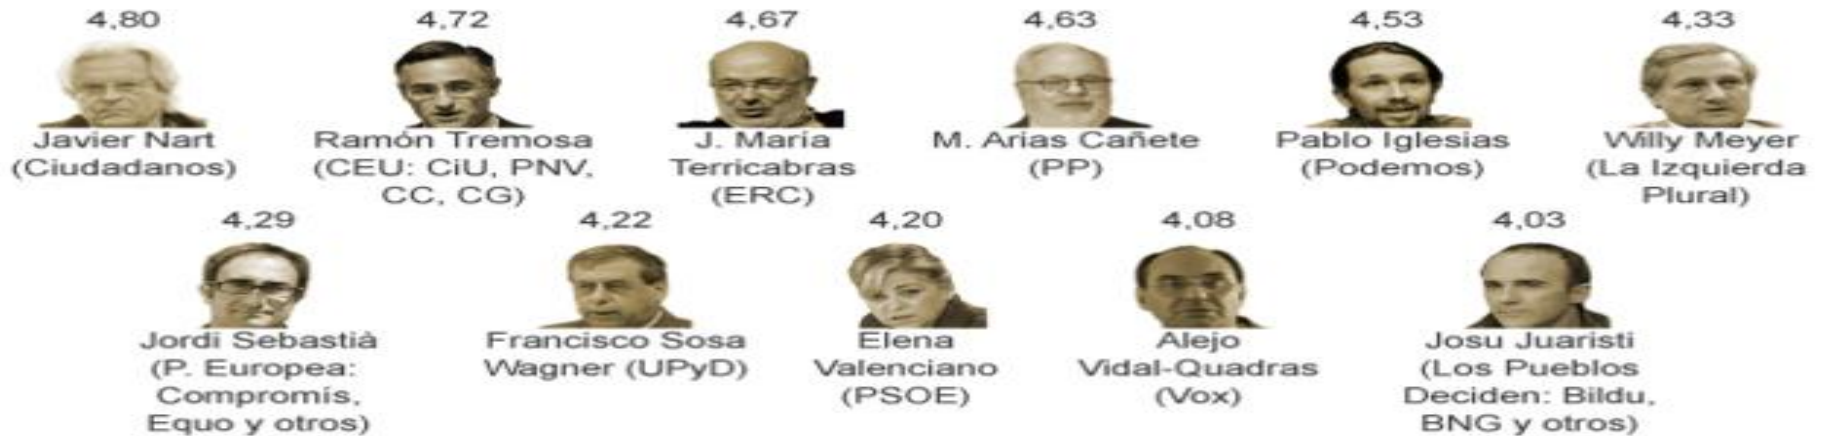 4,80 4,72 4,67 4,63 4,53 4,33
Javier Nart Ramón Tremosa J. María M. Arias Cañete Pablo Iglesias Willy Meyer
(Ciudadanos) (CEU: CiU, PNV, Terricabras (PP) (Podemos) (La Izquierda
CC, CG) (ERC) Plural)
4,29 4,22 4,20 4,08 4,03
Jordi Sebastià Francisco Sosa Elena Alejo Josu Juaristi
(P. Europea: Wagner (UPyD) Valenciano Vidal-Quadras (Los Pueblos
Compromís, (PSOE) (Vox) Deciden: Bildu,
Equo y otros) BNG y otros)